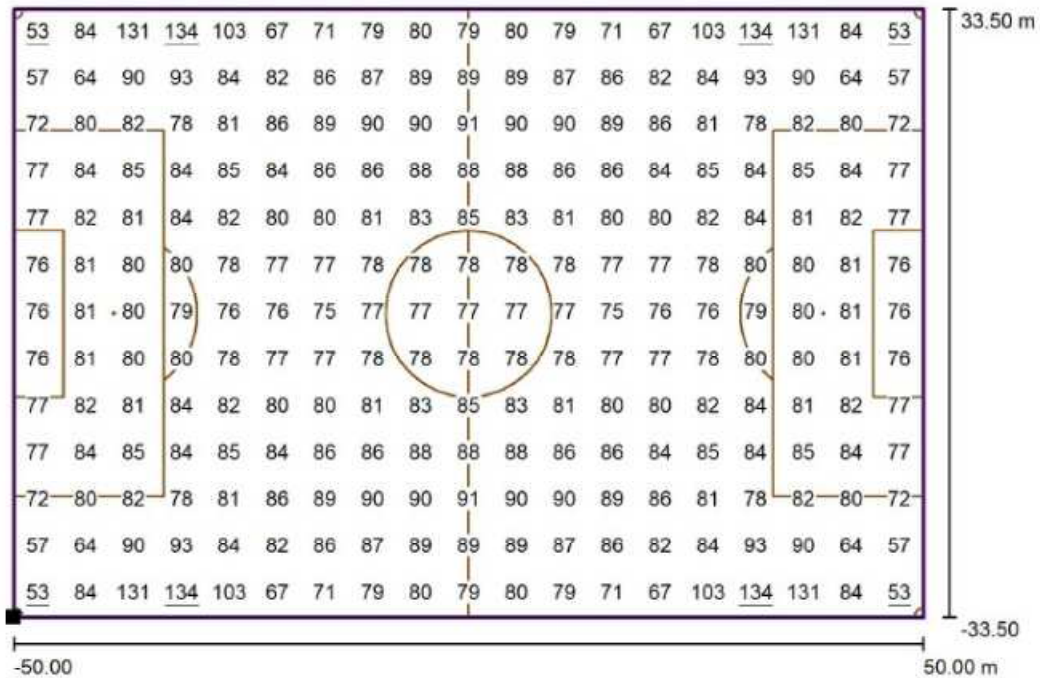 53 84 131 134 103 67 71 79 80 79 80 79 71 67 103 134 131 84 53
33.50 m
57 64 90 93 84 82 86 87 89 89 89 87 86 82 84 93 90 64 57
72 80 82 78 81 86 89 90 90 91 90 90 89 86 81 78 82 80 72
77 84 85 84 85 84 86 86 88 88 88 86 86 84 85 84 85 84 77
77 82 81 84 82 80 80 81 83 85 83 81 80 80 82 84 81 82 77
76 81 80 80 78 77 77 78 78 78 78 78 77 77 78 80 80 81 76
76 81 80 79 76 76 75 77 77 77 77 77 75 76 76 79 80 81 76
76 81 80 80 78 77 77 78 78 78 78 78 77 77 78 80 80 81 76
77 82 81 84 82 80 80 81 83 85 83 81 80 80 82 84 81 82 77
77 84 85 84 85 84 86 86 88 88 88 86 86 84 85 84 85 84 77
72 80 82 78 81 86 89 90 90 91 90 90 89 86 81 78 82 80 72
57 64 90 93 84 82 86 87 89 89 89 87 86 82 84 93 90 64 57
53 84 131 134 103 67 71 79 80 79 80 79 71 67 103 134 131 84 53
-33.50
-50.00
50.00 m